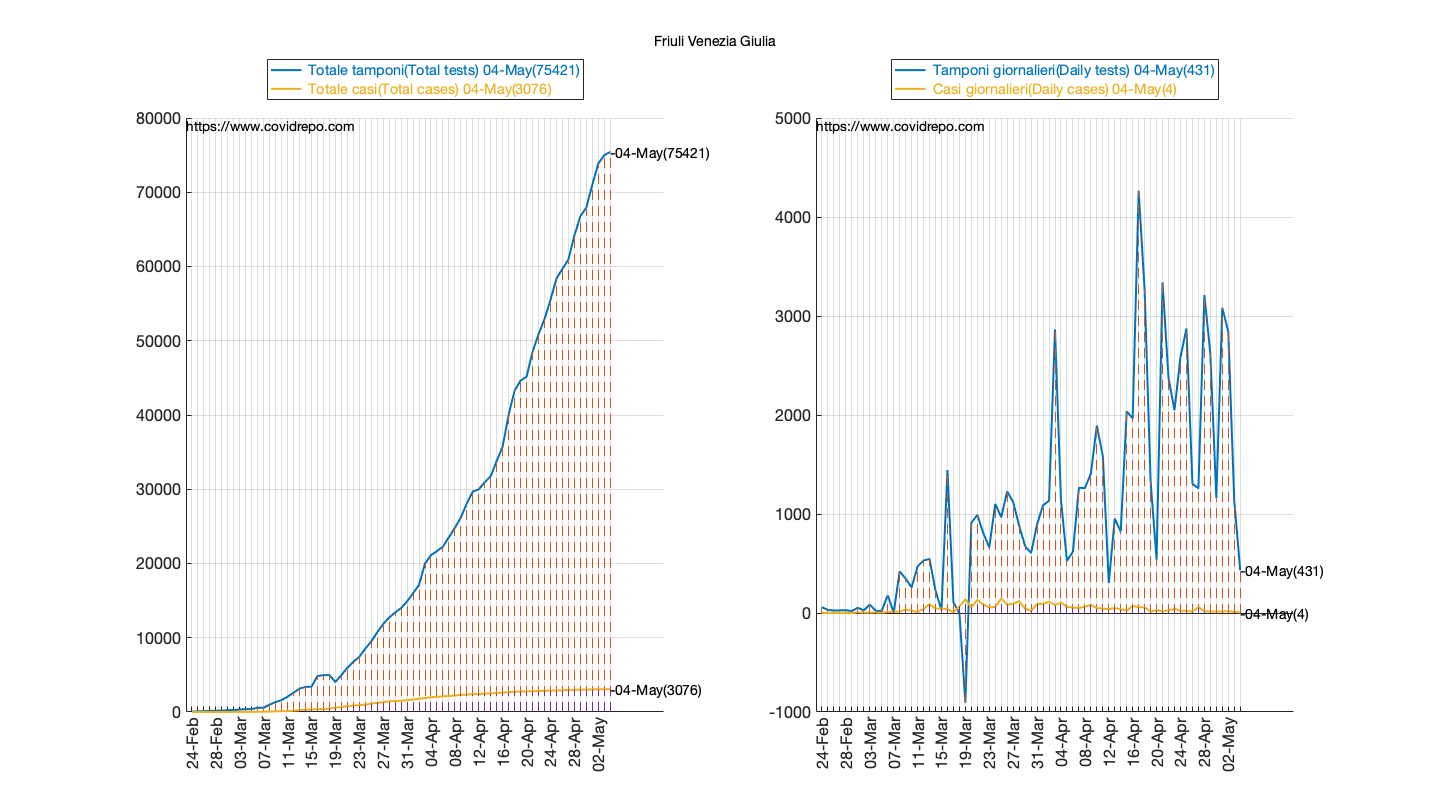 Friuli Venezia Giulia
Totale tamponi(Total tests) 04-May(75421)
Totale casi(Total cases) 04-May(3076)
80000
70000
60000
50000
40000
30000
20000
10000
0
https://www.covidrepo.com
04-May(75421)
04-May(3076)
24-Feb
28-Feb
03-Mar
07-Mar
11-Mar
15-Mar
19-Mar
23-Mar
27-Mar
31-Mar
04-Apr
08-Apr
12-Apr
16-Apr
20-Apr
24-Apr
28-Apr
02-May
Tamponi giornalieri(Daily tests) 04-May(431)
Casi giornalieri(Daily cases) 04-May(4)
5000
4000
3000
2000
1000
0
-1000
https://www.covidrepo.com
04-May(431)
04-May(4)
24-Feb
28-Feb
03-Mar
07-Mar
11-Mar
15-Mar
19-Mar
23-Mar
27-Mar
31-Mar
04-Apr
08-Apr
12-Apr
16-Apr
20-Apr
24-Apr
28-Apr
02-May